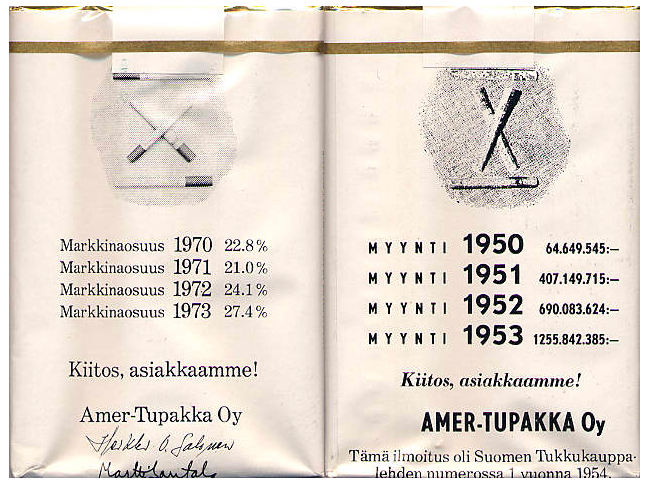 Markkinaosuus 1970 22.8%
Markkinaosuus 1971 21.0%
Markkinaosuus 1972 24.1%
Markkinaosuus 1973 27.4%
Kiitos, asiakkaamme!
Amer-Tupakka Oy
MYYNTI 1950 64.649.545:–
MYYNTI 1951 407.149.715:–
MYYNTI 1952 690.083.624:–
MYYNTI 1953 1255.842.385:–
Kiitos, asiakkaamme!
AMER-TUPAKKA Oy
Tämä ilmoitus oli Suomen Tukkukauppa-
lehden numerossa 1 vuonna 1954.